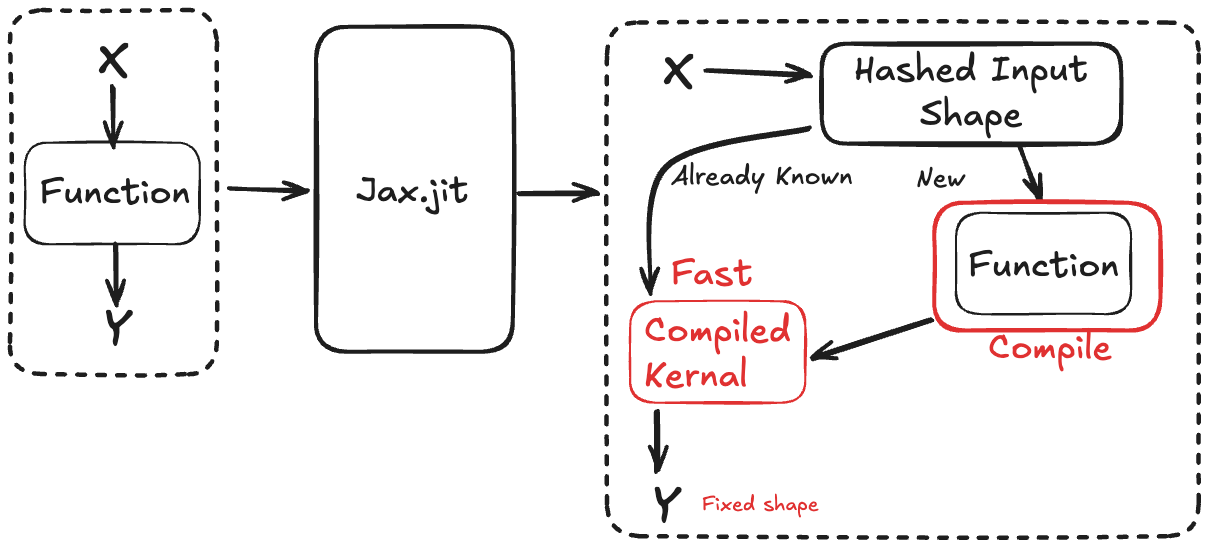 X
Function
Y
Jax.jit
X
Hashed Input
Shape
Already Known
New
Function
Compile
Fast
Compiled
Kernal
Y
Fixed shape